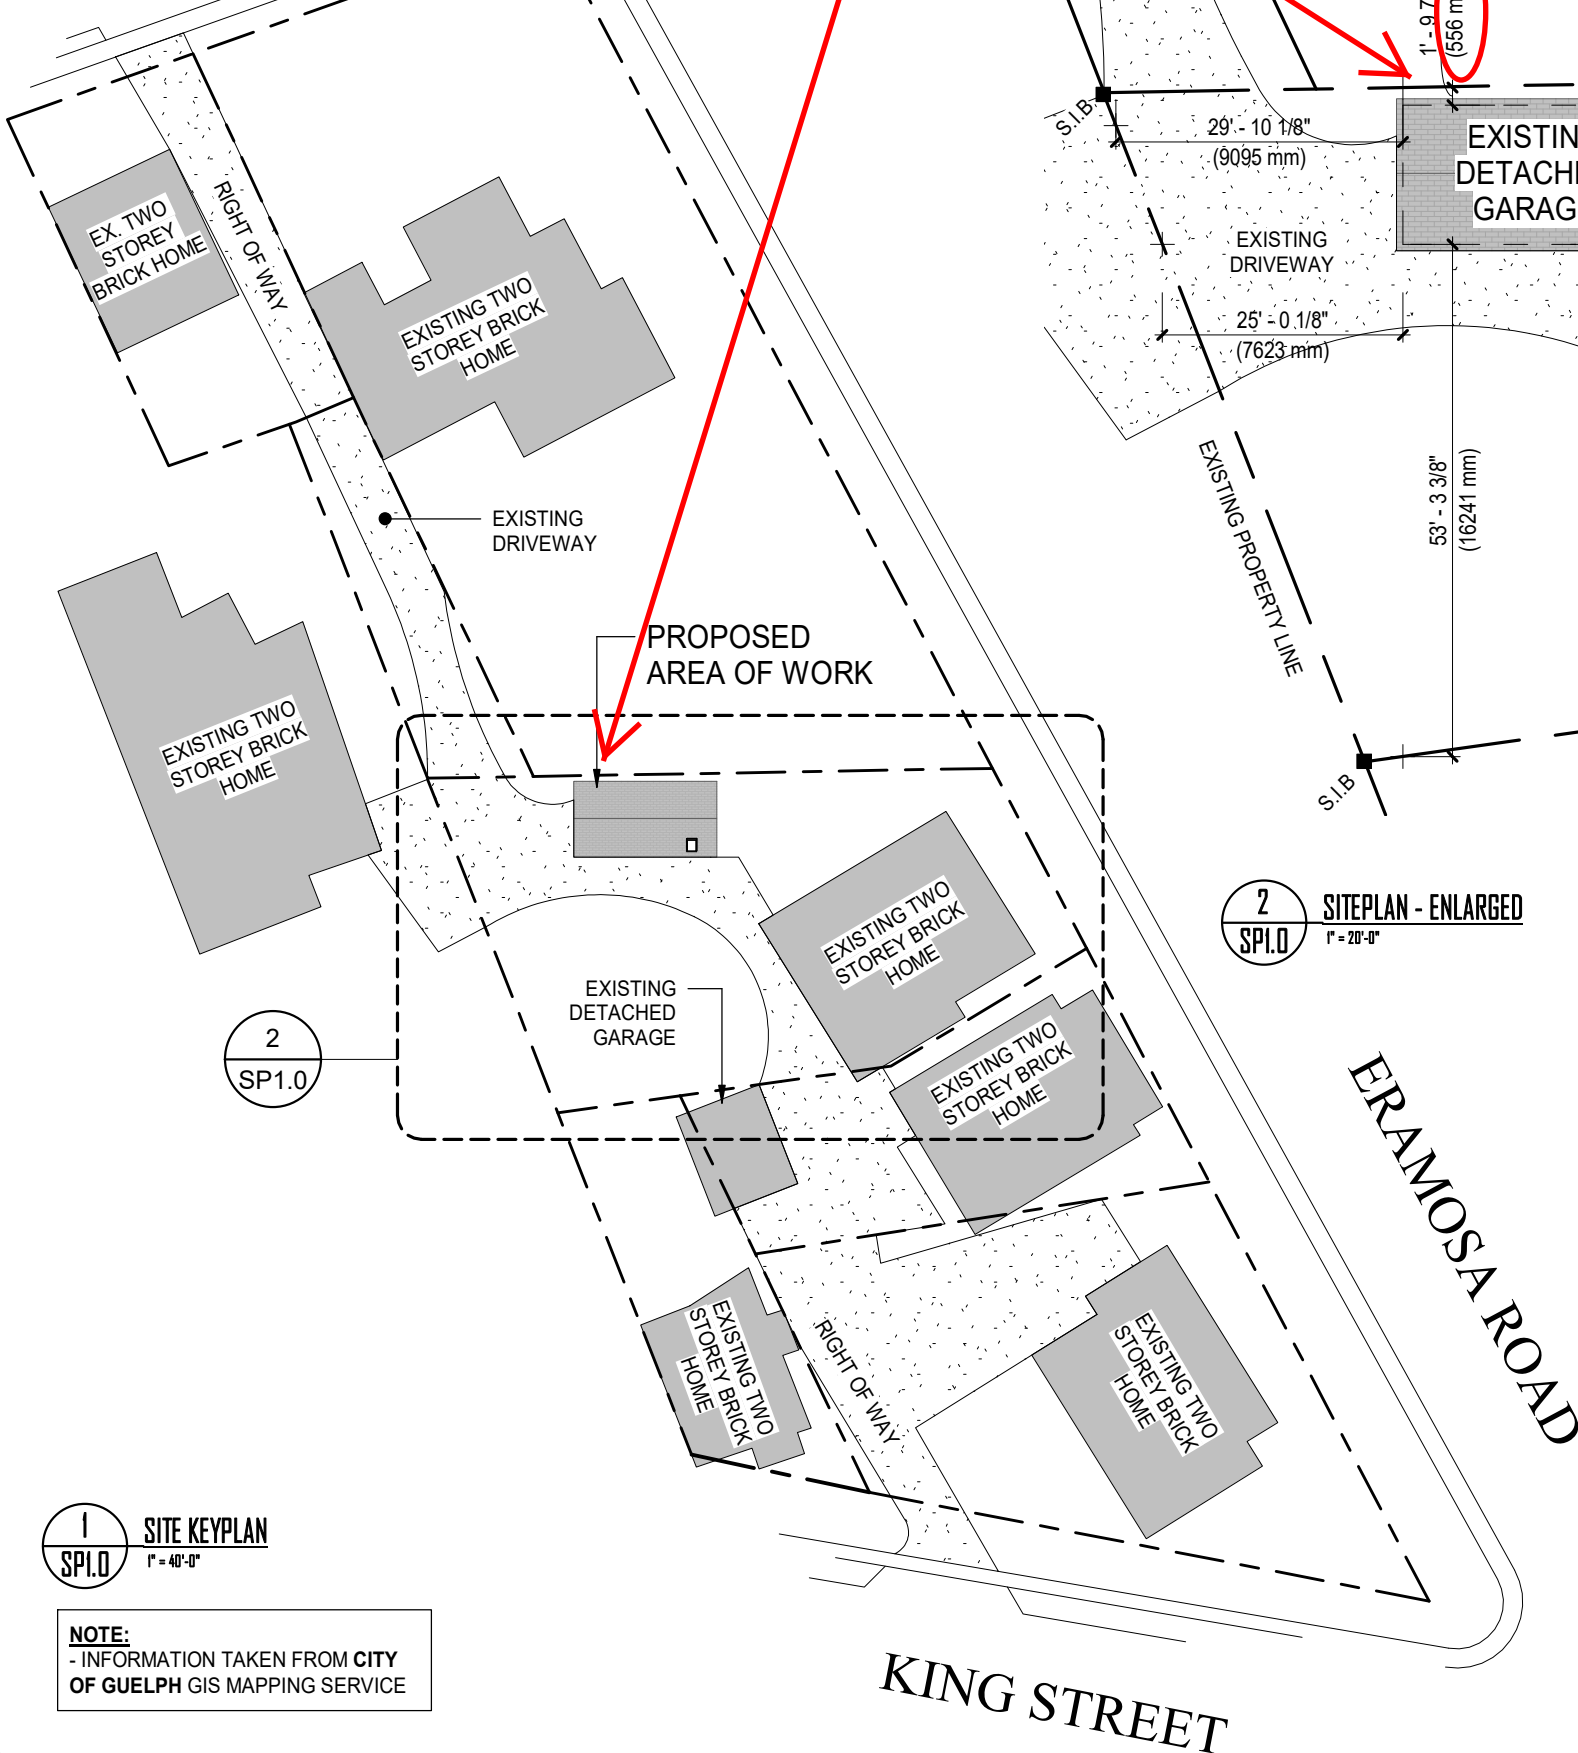 1' - 9 7
(556 m
S.I.B
29' - 10 1/8"
(9095 mm)
EXISTIN
DETACH
GARAG
EX. TWO
STOREY
BRICK HOME
RIGHT OF WAY
EXISTING
DRIVEWAY
EXISTING TWO
STOREY BRICK
HOME
25' - 0 1/8"
(7623 mm)
EXISTING PROPERTY LINE
53' - 3 3/8"
(16241 mm)
EXISTING
DRIVEWAY
PROPOSED
AREA OF WORK
EXISTING TWO
STOREY BRICK
HOME
S.I.B
2
SP1.0
SITEPLAN - ENLARGED
1" = 20'-0"
EXISTING TWO
STOREY BRICK
HOME
EXISTING
DETACHED
GARAGE
2
SP1.0
EXISTING TWO
STOREY BRICK
HOME
ERAMOSA ROAD
EXISTING TWO
STOREY BRICK
HOME
RIGHT OF WAY
EXISTING TWO
STOREY BRICK
HOME
1
SP1.0
SITE KEYPLAN
1" = 40'-0"
NOTE:
- INFORMATION TAKEN FROM CITY
OF GUELPH GIS MAPPING SERVICE
KING STREET